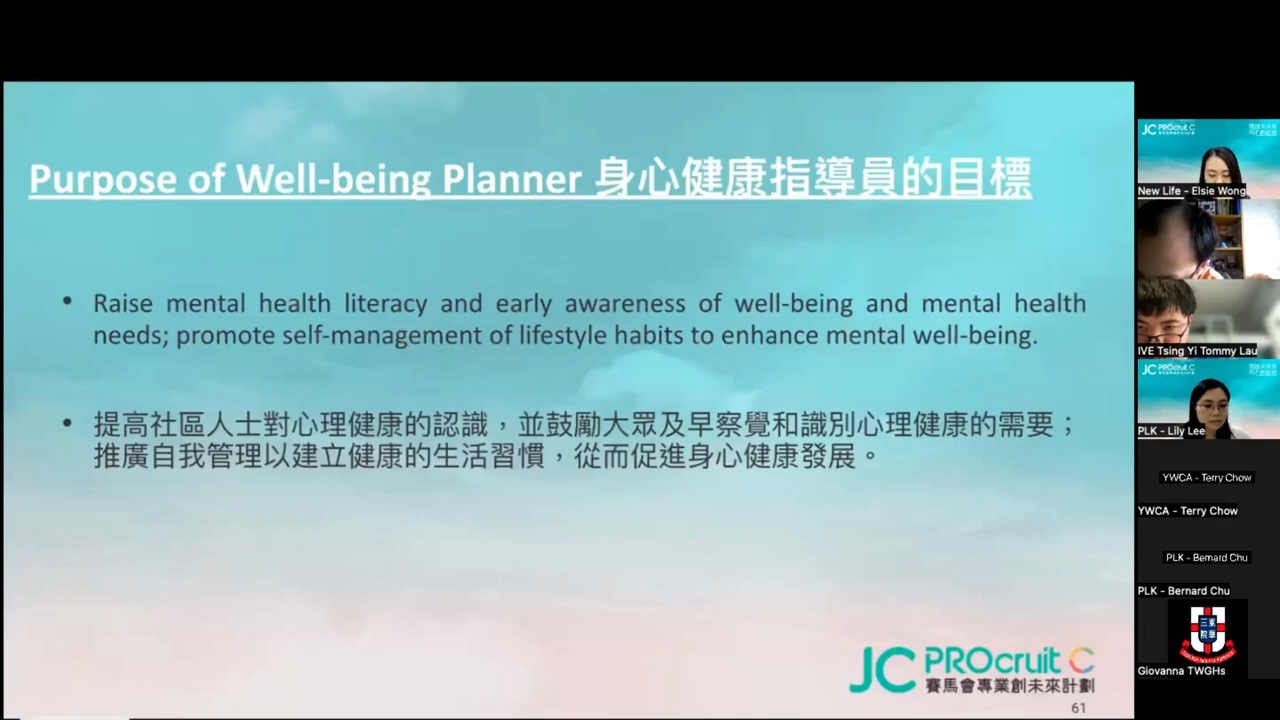 Purpose of Well-being Planner 身心健康指導員的目標
• Raise mental health literacy and early awareness of well-being and mental health
needs; promote self-management of lifestyle habits to enhance mental well-being.
• 提高社區人士對心理健康的認識，並鼓勵大眾及早察覺和識別心理健康的需要；
推廣自我管理以建立健康的生活習慣，從而促進身心健康發展。
JC PROcruit C
賽馬會專業創未來計劃
61
JC PROcruit C
New Life - Elsie Wong
IVE Tsing Yi Tommy Lau
JC PROcruit C
PLK - Lily Lee
YWCA - Terry Chow
YWCA - Terry Chow
PLK - Bernard Chu
PLK - Bernard Chu
Giovanna TWGHs